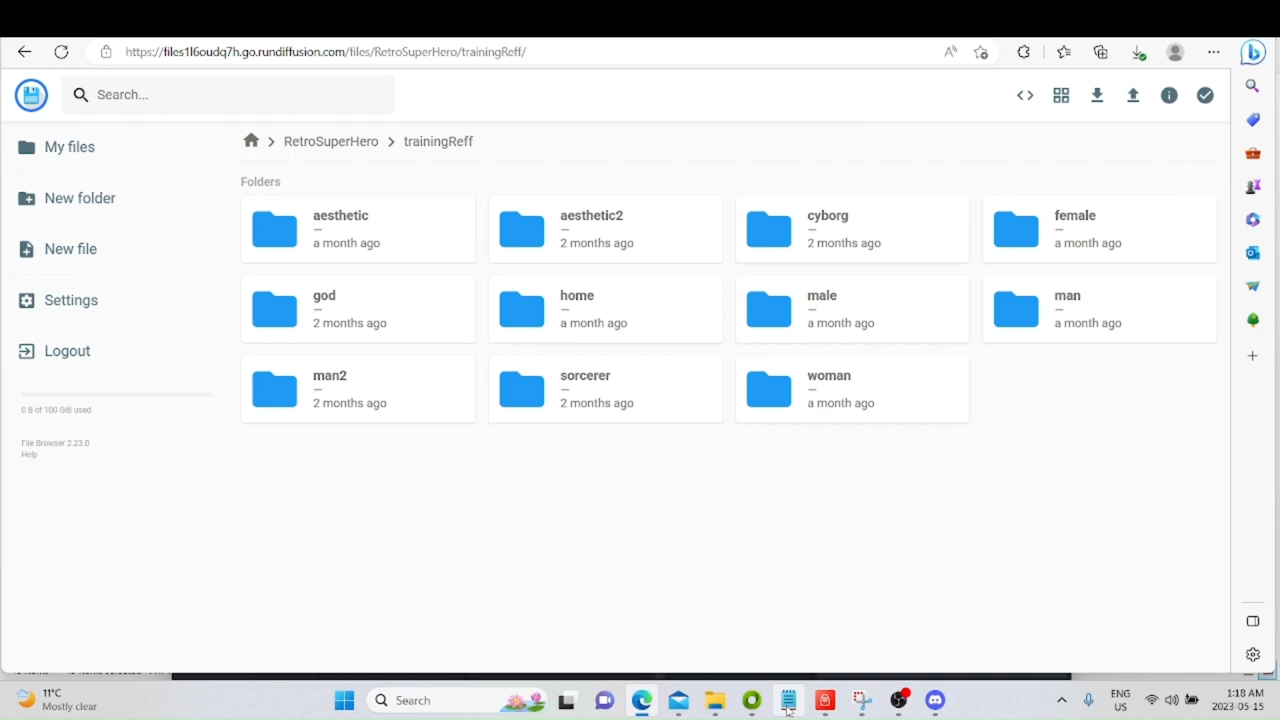 https://files1l6oudq7h.go.rundiffusion.com/files/RetroSuperHero/trainingReff/
Search...
My files
New folder
New file
Settings
Logout
0 B of 100 GiB used
File Browser 2.23.0
Help
RetroSuperHero > trainingReff
Folders
aesthetic
—
a month ago
aesthetic2
—
2 months ago
cyborg
—
2 months ago
female
—
a month ago
god
—
2 months ago
home
—
a month ago
male
—
a month ago
man
—
a month ago
man2
—
2 months ago
sorcerer
—
2 months ago
woman
—
a month ago
11°C
Mostly clear
Search
ENG
US
1:18 AM
2023-05-15